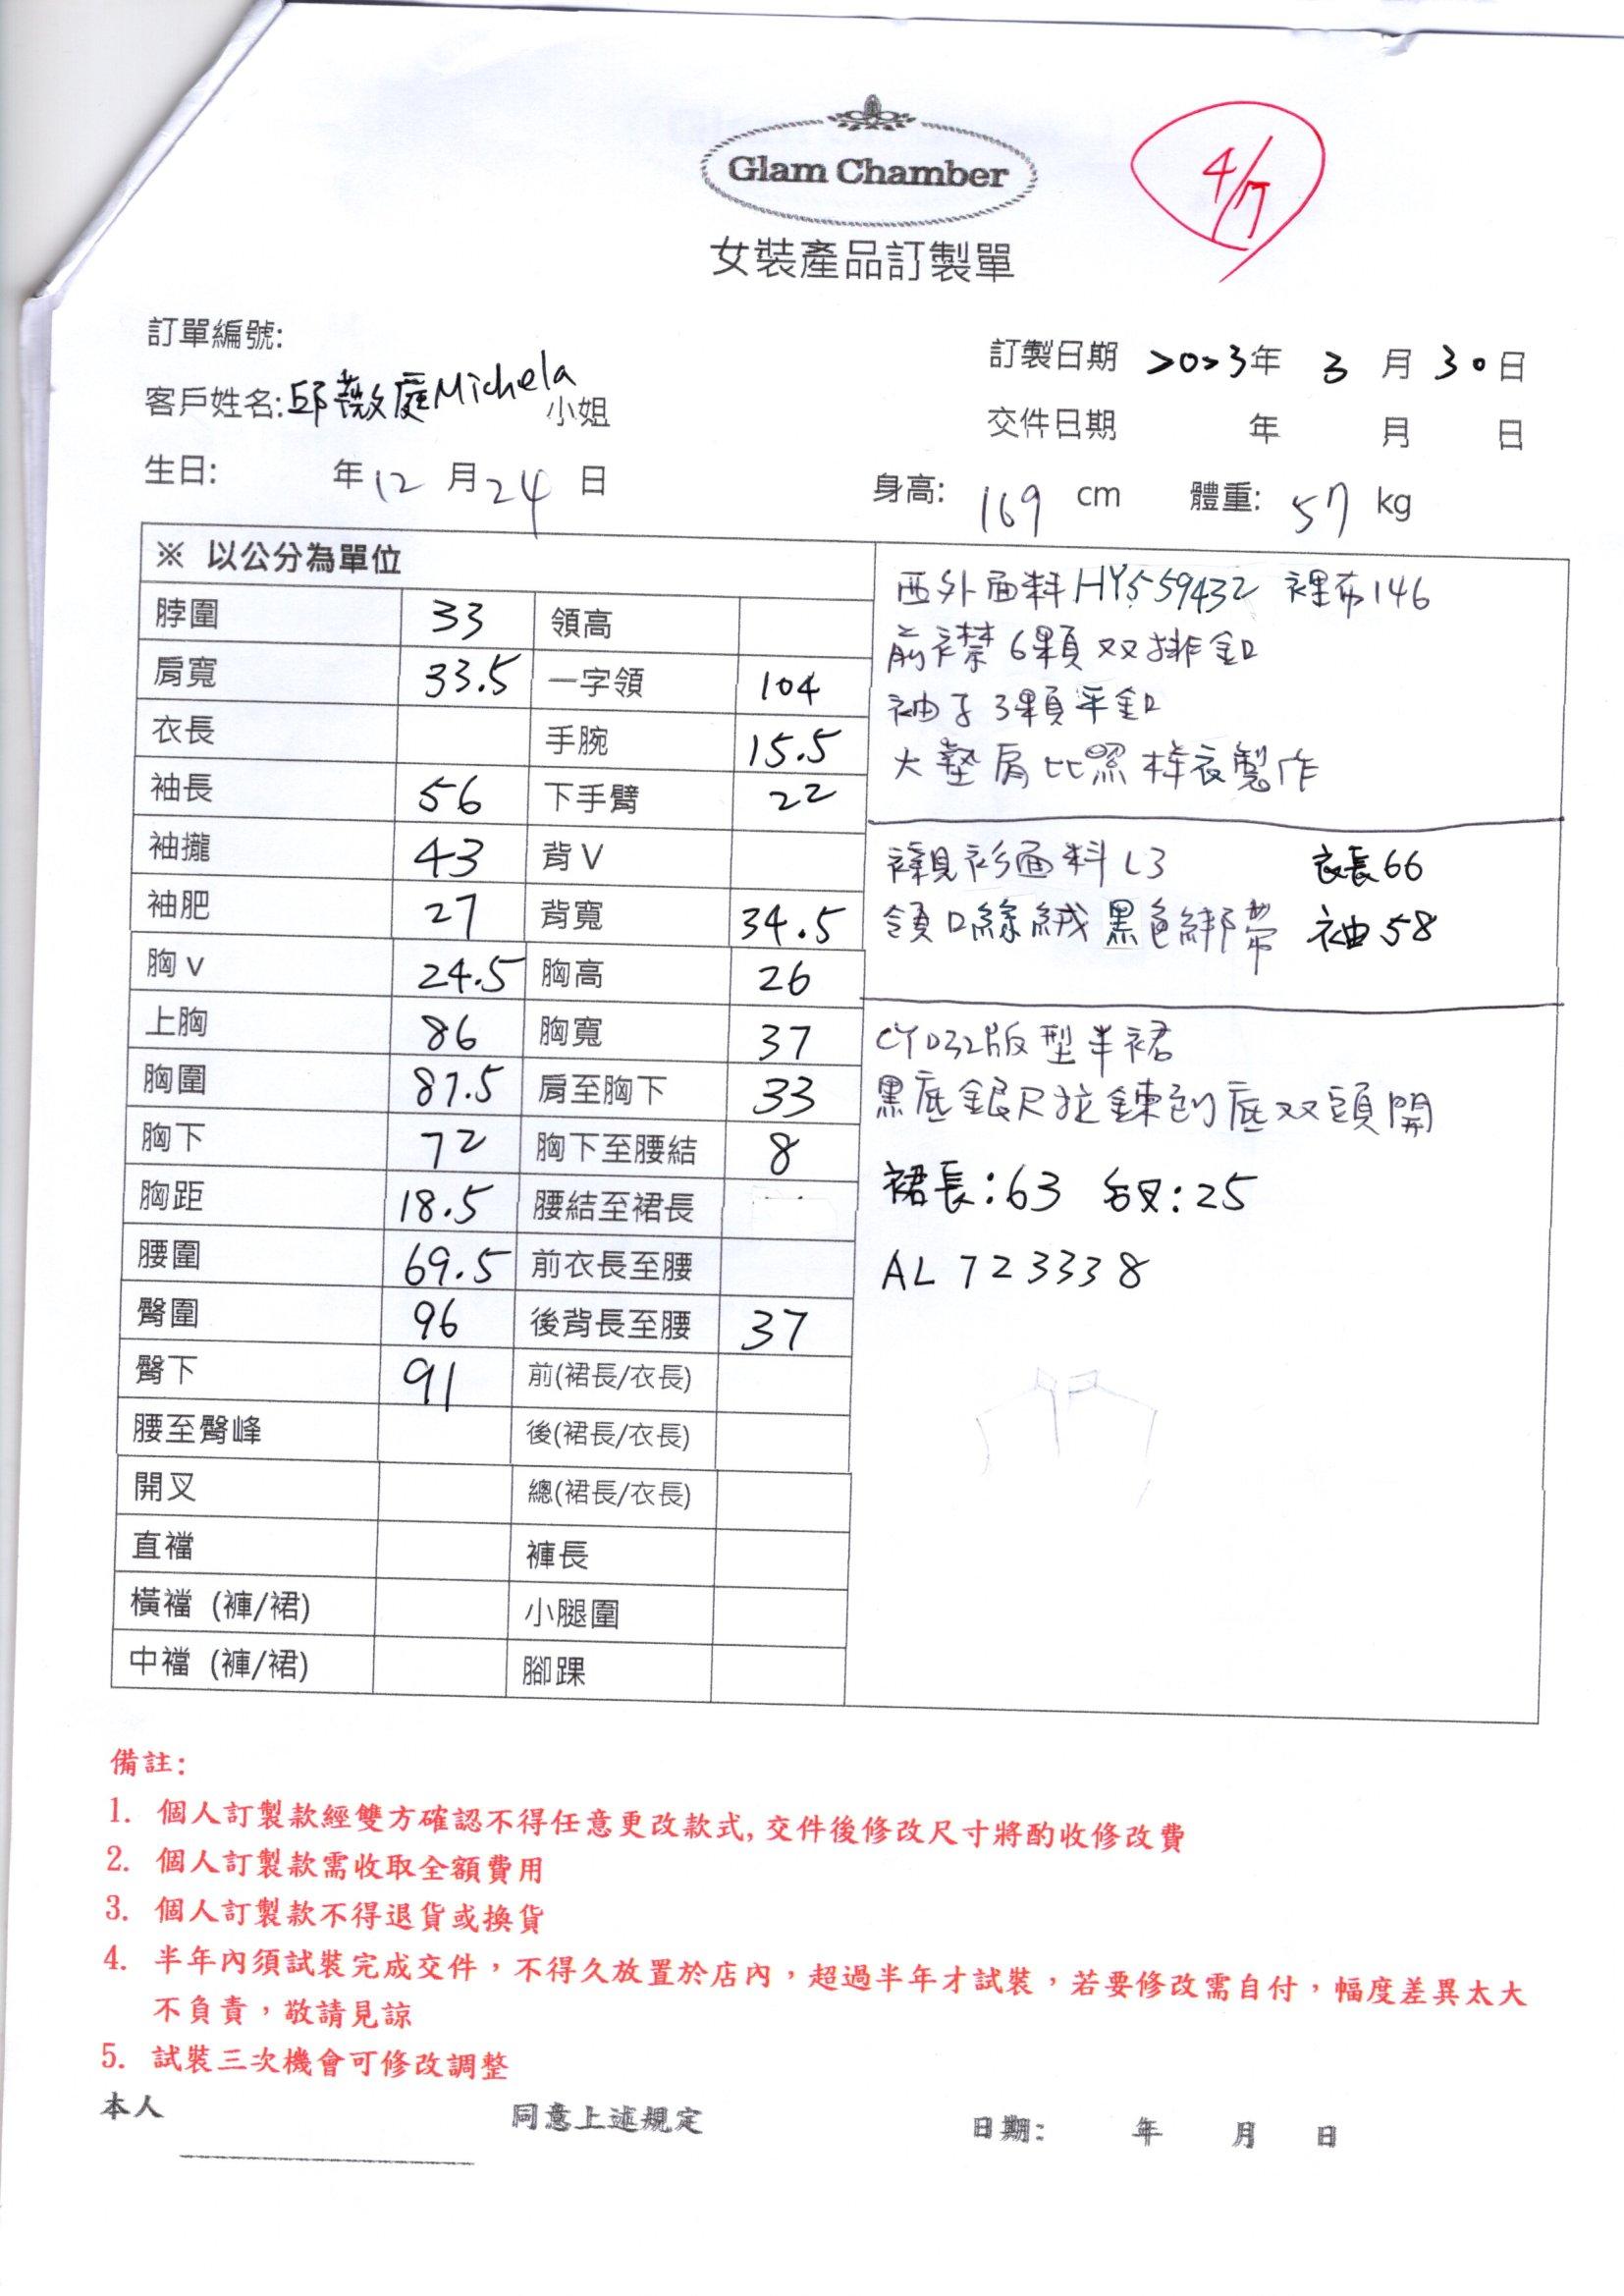 Glam Chamber
4/7
女裝產品訂製單
訂單編號:
訂製日期 2023年 3 月 30日
客戶姓名:邱薇庭Michela 小姐
交件日期 年 月 日
生日: 年12月24日
身高: 169 cm 體重: 57 kg
※ 以公分為單位
脖圍 33 領高
肩寬 33.5 一字領 104
衣長 手腕 15.5
袖長 56 下手臂 22
袖攏 43 背V
袖肥 27 背寬 34.5
胸v 24.5 胸高 26
上胸 86 胸寬 37
胸圍 87.5 肩至胸下 33
胸下 72 胸下至腰結 8
胸距 18.5 腰結至裙長
腰圍 69.5 前衣長至腰
臀圍 96 後背長至腰 37
臀下 91 前(裙長/衣長)
腰至臀峰 後(裙長/衣長)
開叉 總(裙長/衣長)
直襠 褲長
橫襠 (褲/裙) 小腿圍
中襠 (褲/裙) 腳踝
西外面料HY559432 裡布146
前襟6顆双排釦
袖子3顆平釦
大墊肩比照樣衣製作
襯衫面料L3 衣長66
領口絲絨黑色綁帶 袖58
CY032版型半裙
黑底銀尺拉鍊到底双頭開
裙長:63 叉:25
AL 723338
備註:
1. 個人訂製款經雙方確認不得任意更改款式,交件後修改尺寸將酌收修改費
2. 個人訂製款需收取全額費用
3. 個人訂製款不得退貨或換貨
4. 半年內須試裝完成交件，不得久放置於店內，超過半年才試裝，若要修改需自付，幅度差異太大
不負責，敬請見諒
5. 試裝三次機會可修改調整
本人 同意上述規定 日期: 年 月 日